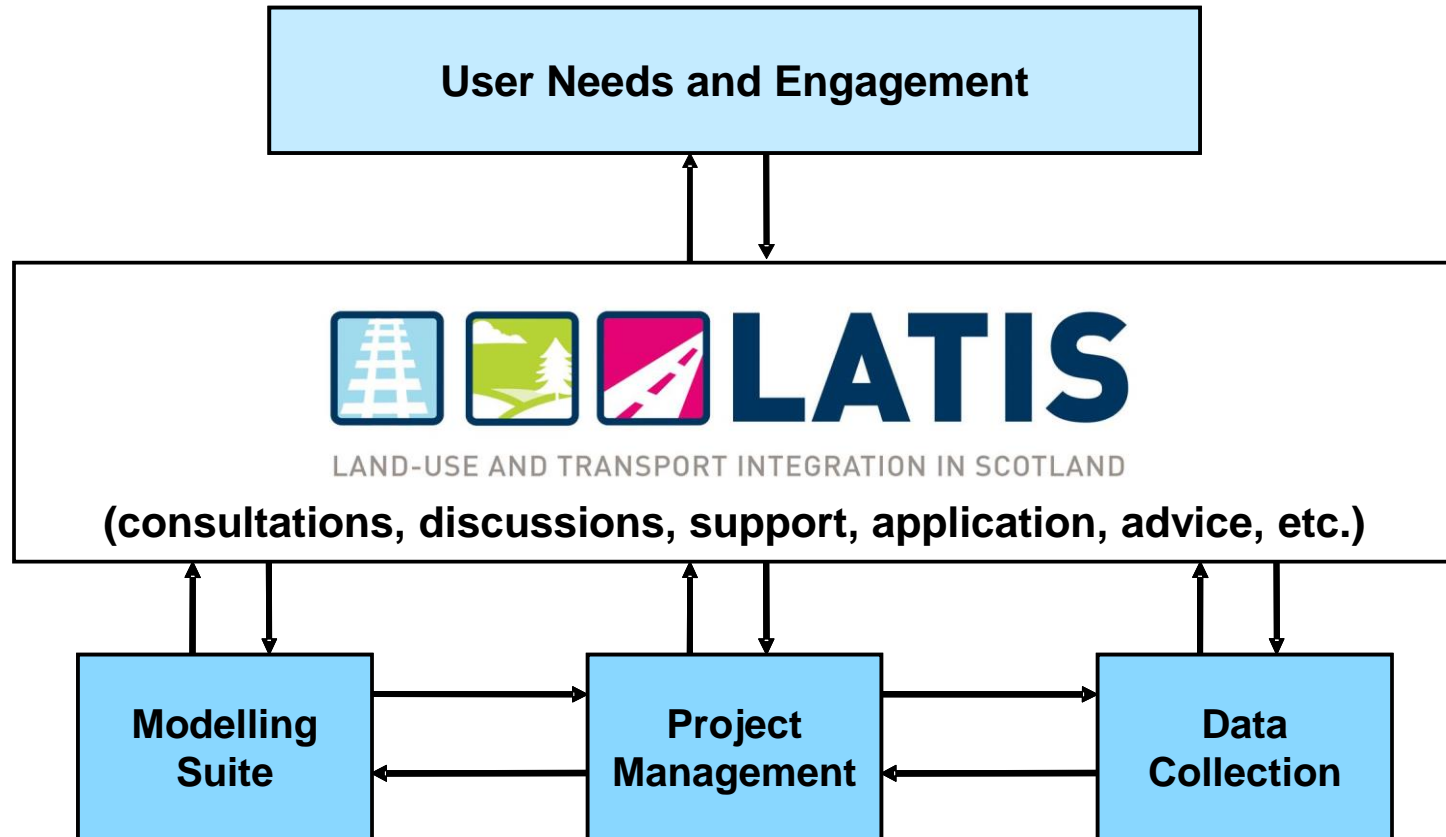 User Needs and Engagement
LATIS
LAND-USE AND TRANSPORT INTEGRATION IN SCOTLAND
(consultations, discussions, support, application, advice, etc.)
Modelling
Suite
Project
Management
Data
Collection